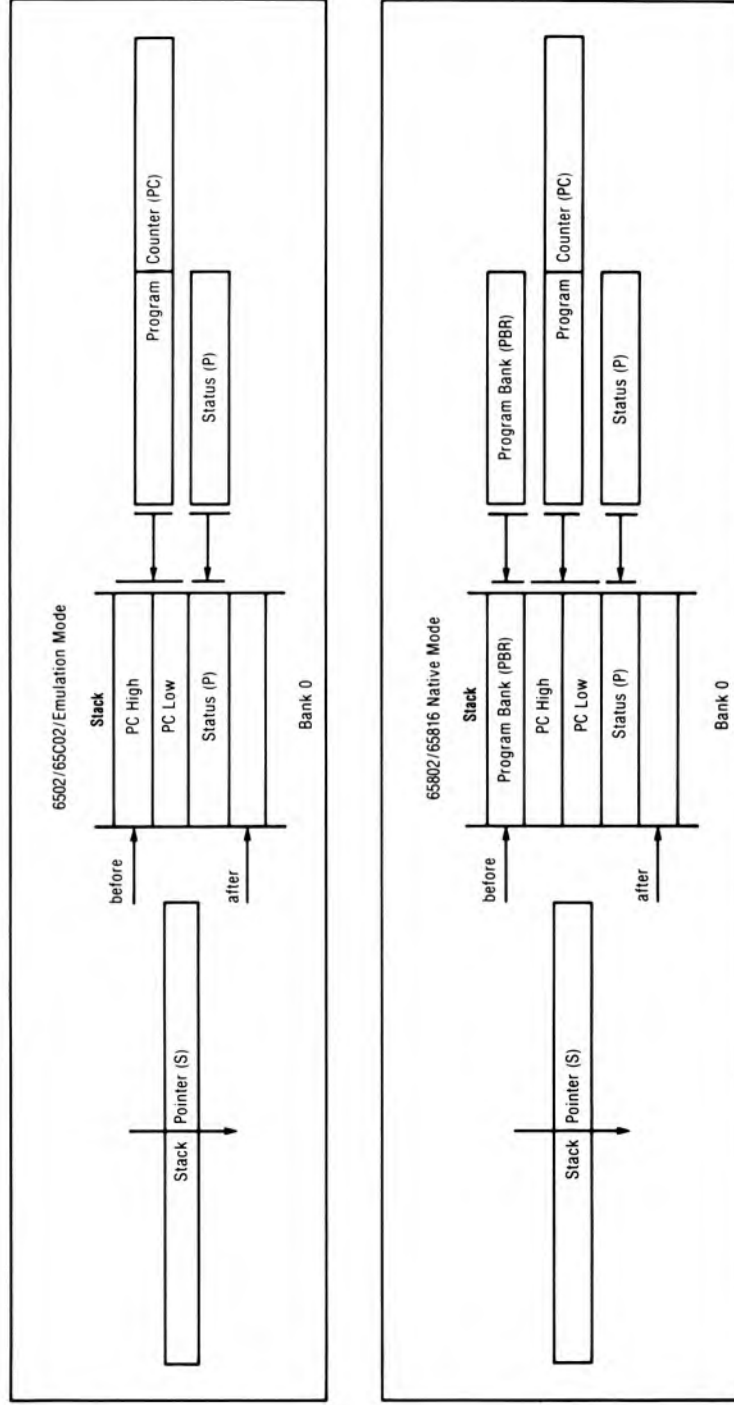 6502/65C02/Emulation Mode
Stack
PC High
PC Low
Status (P)
Bank 0
before
after
Stack Pointer (S)
Program Counter (PC)
Status (P)
65802/65816 Native Mode
Stack
Program Bank (PBR)
PC High
PC Low
Status (P)
Bank 0
before
after
Stack Pointer (S)
Program Bank (PBR)
Program Counter (PC)
Status (P)